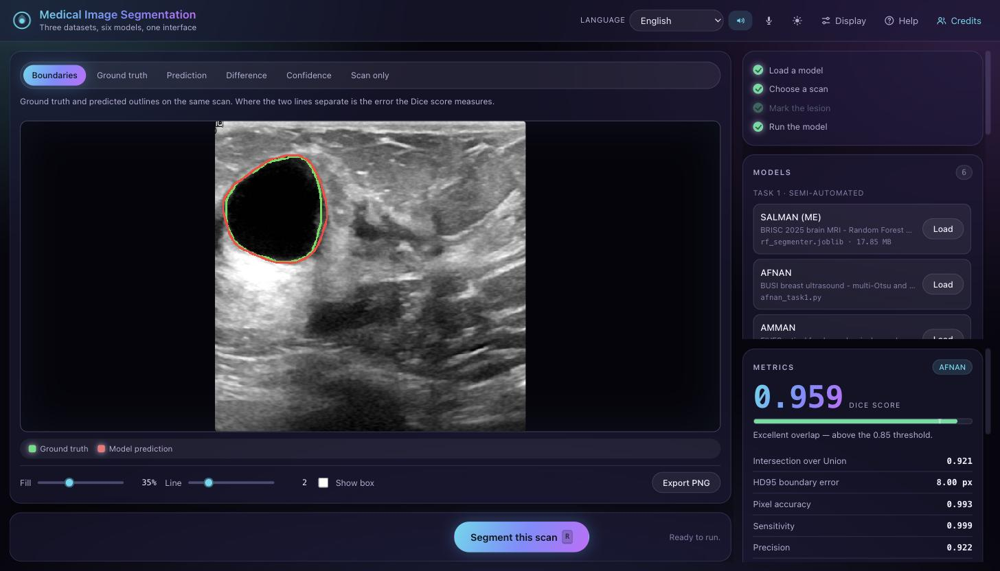 Medical Image Segmentation
Three datasets, six models, one interface
LANGUAGE English Display Help Credits
Boundaries Ground truth Prediction Difference Confidence Scan only
Ground truth and predicted outlines on the same scan. Where the two lines separate is the error the Dice score measures.
Ground truth Model prediction
Fill 35% Line 2 Show box Export PNG
Segment this scan R Ready to run.
Load a model
Choose a scan
Mark the lesion
Run the model
MODELS 6
TASK 1 · SEMI-AUTOMATED
SALMAN (ME)
BRISC 2025 brain MRI - Random Forest ...
rf_segmenter.joblib · 17.85 MB
Load
AFNAN
BUSI breast ultrasound - multi-Otsu and ...
afnan_task1.py
Load
AMMAN
Load
METRICS AFNAN
0.959 DICE SCORE
Excellent overlap — above the 0.85 threshold.
Intersection over Union 0.921
HD95 boundary error 8.00 px
Pixel accuracy 0.993
Sensitivity 0.999
Precision 0.922